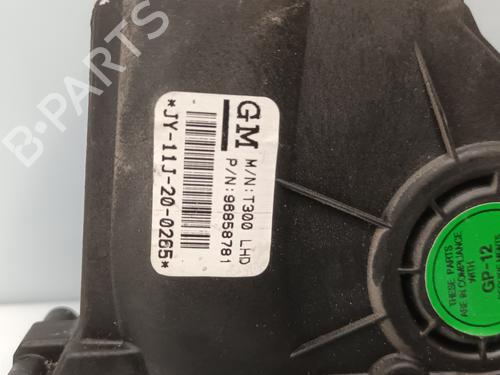 B-PARTS
GM
M/N:T300 LHD
P/N:96858781
*JY-11J-20-0265*
THESE PARTS
ARE IN COMPLIANCE
WITH
GP-12